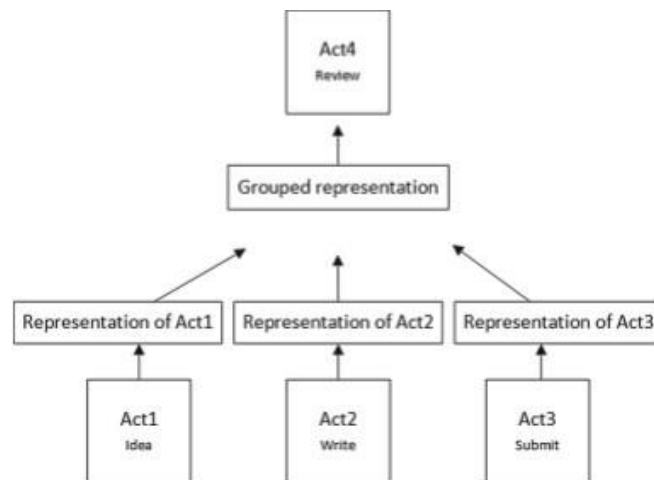 Act4
Review
Grouped representation
Representation of Act1
Representation of Act2
Representation of Act3
Act1
Idea
Act2
Write
Act3
Submit